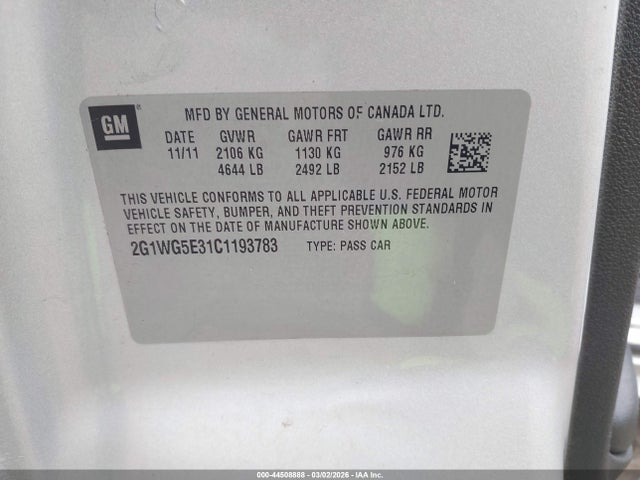 GM
MFD BY GENERAL MOTORS OF CANADA LTD.
DATE GVWR GAWR FRT GAWR RR
11/11 2106 KG 1130 KG 976 KG
4644 LB 2492 LB 2152 LB
THIS VEHICLE CONFORMS TO ALL APPLICABLE U.S. FEDERAL MOTOR
VEHICLE SAFETY, BUMPER, AND THEFT PREVENTION STANDARDS IN
EFFECT ON THE DATE OF MANUFACTURE SHOWN ABOVE.
2G1WG5E31C1193783 TYPE: PASS CAR
000-44508888 | 03/02/2026 | IAA Inc.